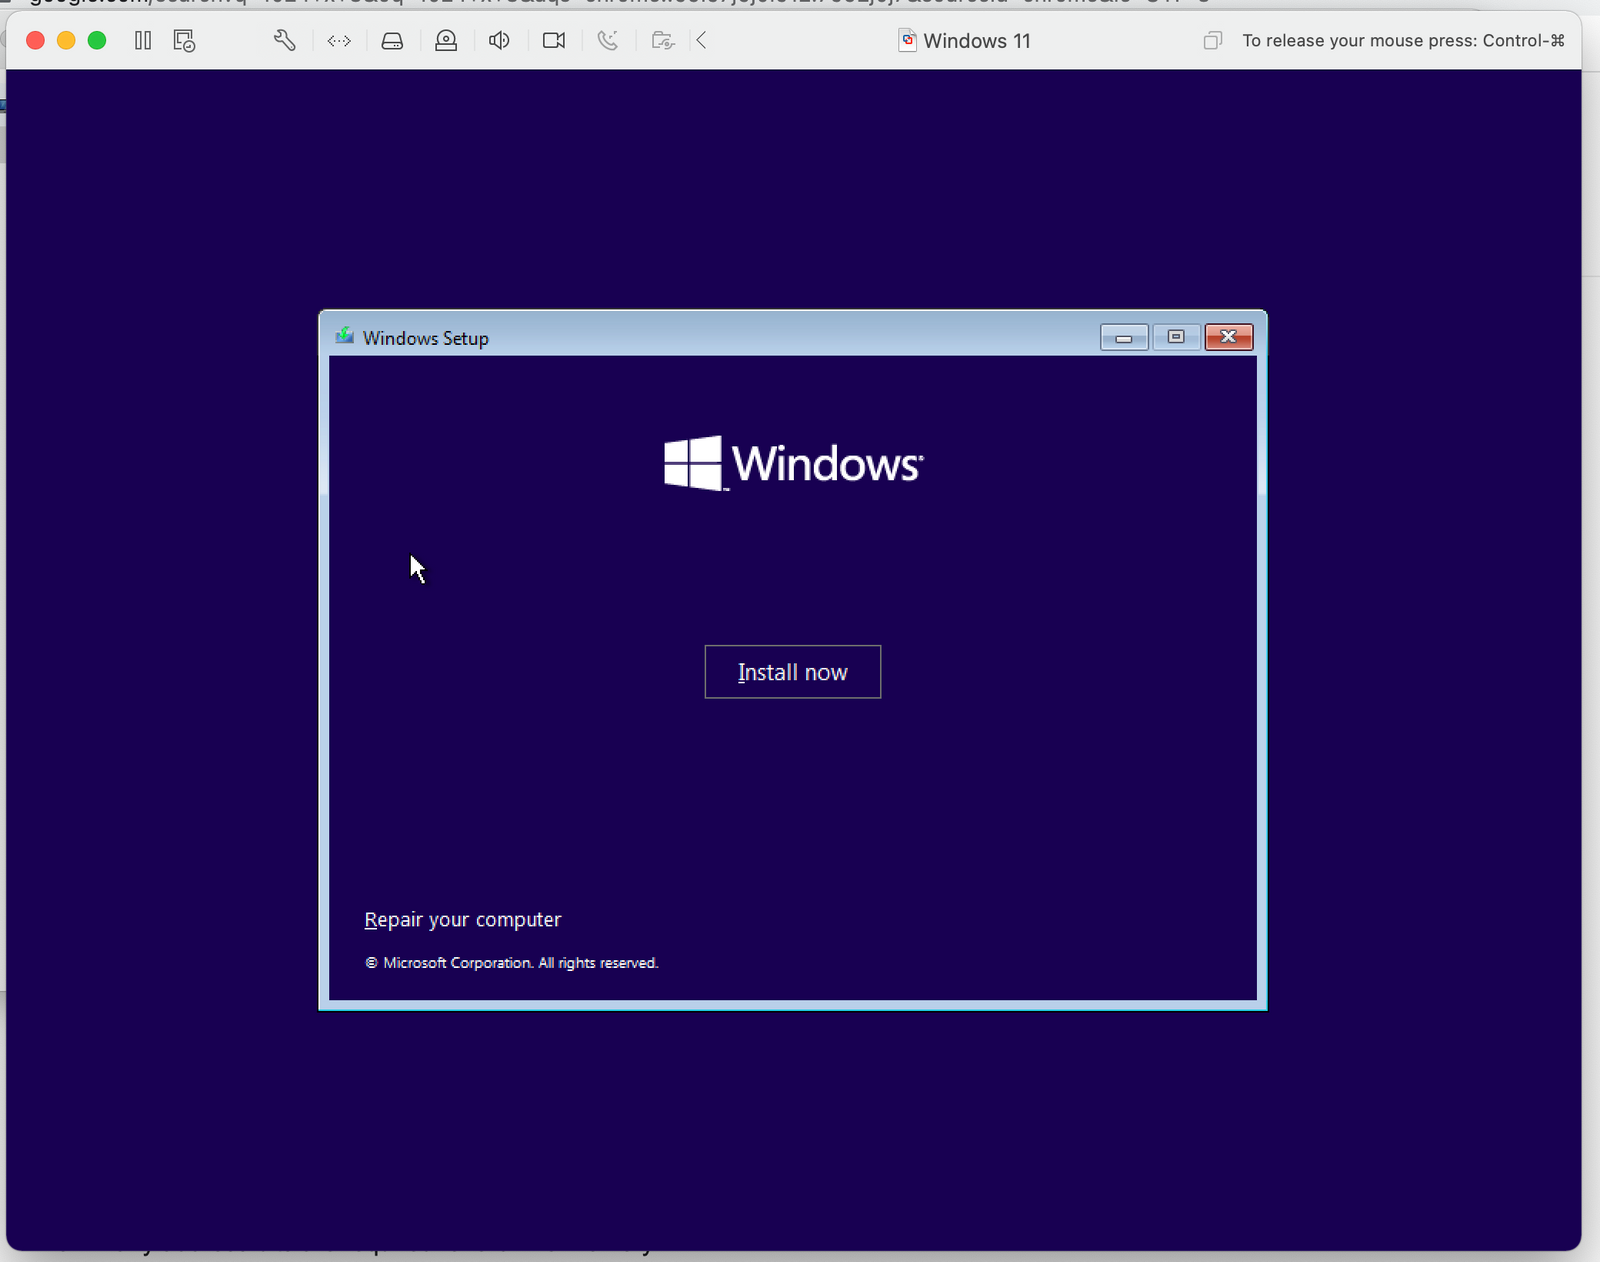 Windows 11
To release your mouse press: Control-⌘
Windows Setup
Windows
Install now
Repair your computer
© Microsoft Corporation. All rights reserved.